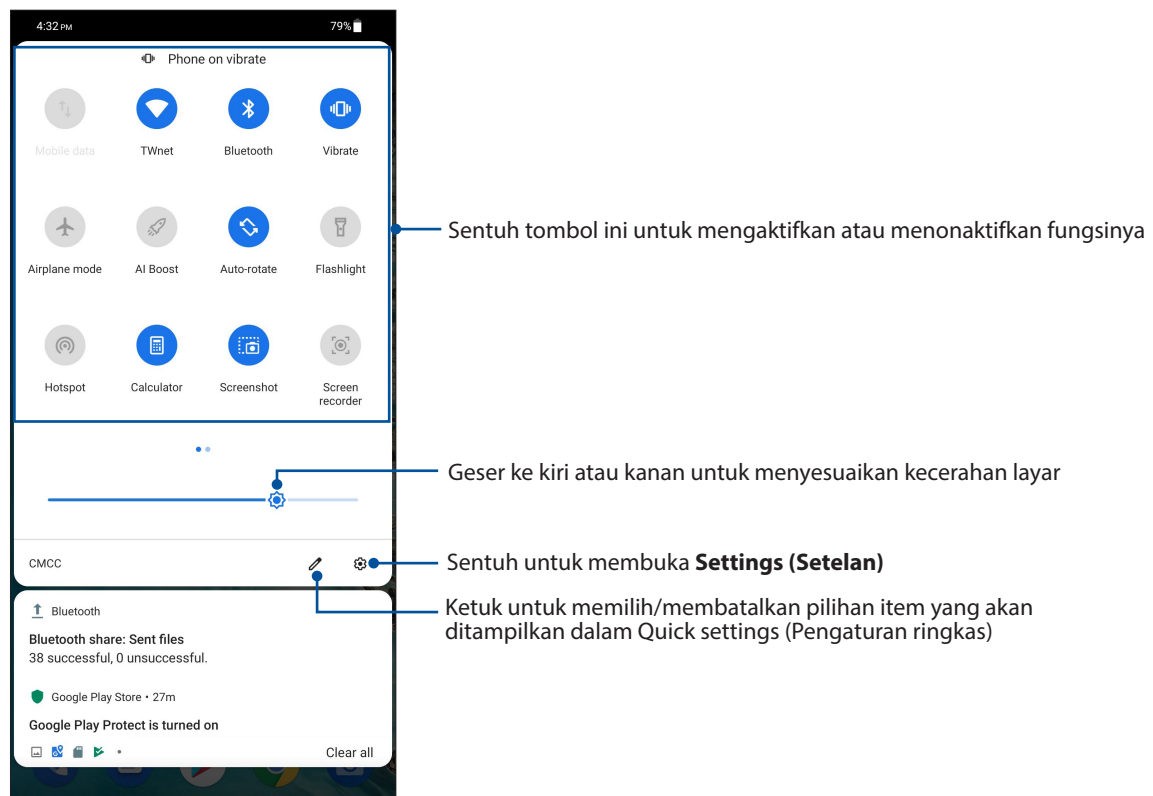 4:32 PM 79%
Phone on vibrate
Mobile data TWnet Bluetooth Vibrate
Airplane mode AI Boost Auto-rotate Flashlight
Sentuh tombol ini untuk mengaktifkan atau menonaktifkan fungsinya
Hotspot Calculator Screenshot Screen
recorder
Geser ke kiri atau kanan untuk menyesuaikan kecerahan layar
CMCC
Sentuh untuk membuka Settings (Setelan)
Ketuk untuk memilih/membatalkan pilihan item yang akan
ditampilkan dalam Quick settings (Pengaturan ringkas)
Bluetooth
Bluetooth share: Sent files
38 successful, 0 unsuccessful.
Google Play Store • 27m
Google Play Protect is turned on
Clear all